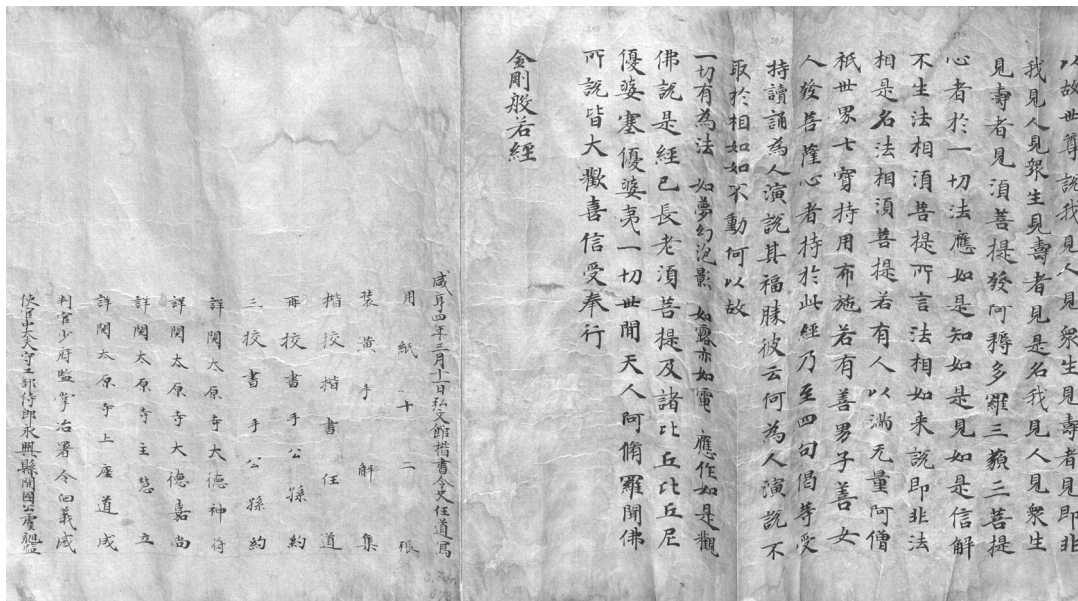 以故世尊說我見人見衆生見壽者見即非
我見人見衆生見壽者見是名我見人見衆生
見壽者見須菩提發阿耨多羅三藐三菩提
心者於一切法應如是知如是見如是信解
不生法相須菩提所言法相如来說即非法
相是名法相須菩提若有人以滿无量阿僧
祇世界七寶持用布施若有善男子善女
人發菩薩心者持於此經乃至四句偈等受
持讀誦為人演說其福勝彼云何為人演說不
取於相如如不動何以故
一切有為法 如夢幻泡影 如露亦如電 應作如是觀
佛說是經已長老須菩提及諸比丘比丘尼
優婆塞優婆夷一切世間天人阿脩羅聞佛
所說皆大歡喜信受奉行
金剛般若經
咸亨四年三月十一日弘文館楷書令史任道寫
用紙十二張
裝潢手解集
楷校楷書任道
再校書手公孫約
三校書手公孫約
詳閱太原寺大德神符
詳閱太原寺大德嘉尚
詳閱太原寺主慧立
詳閱太原寺上座道成
判官少府監掌冶署令向義感
使官太中大夫守工部侍郎永興縣開國公虞昶監